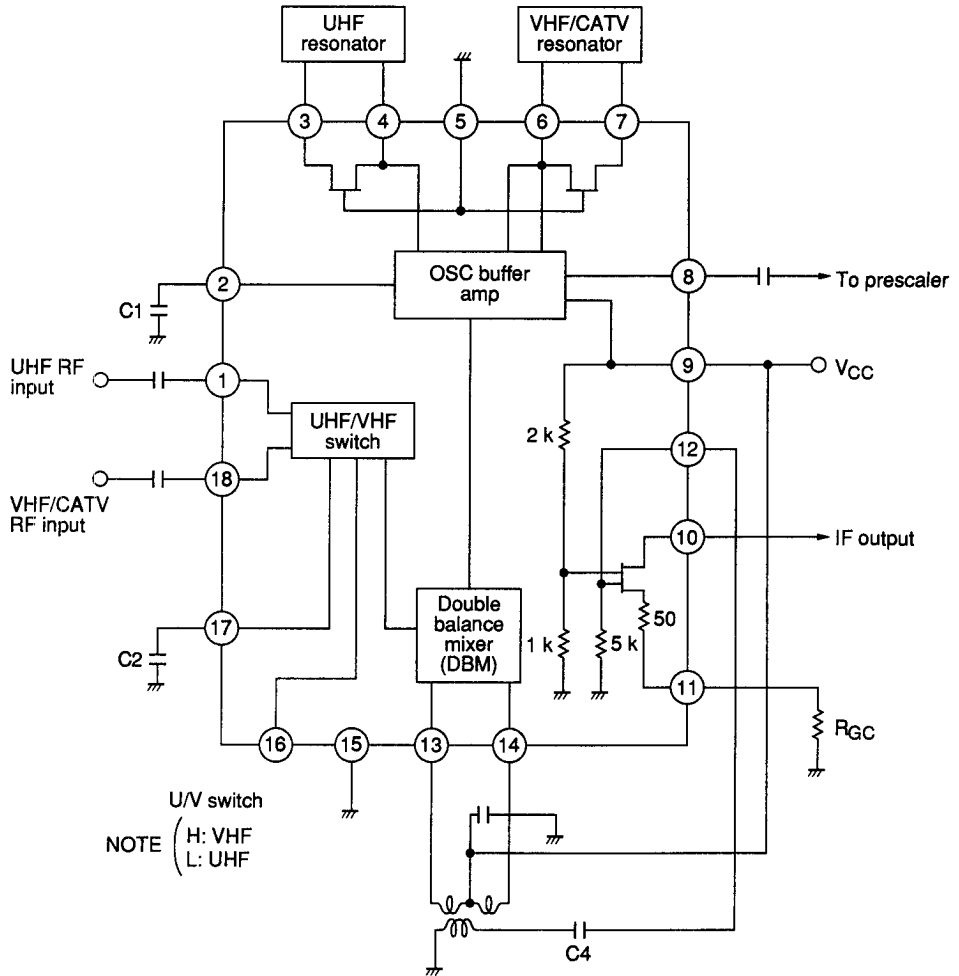 UHF
resonator
VHF/CATV
resonator
3
4
5
6
7
OSC buffer
amp
2
8
To prescaler
C1
UHF RF
input
1
9
VCC
UHF/VHF
switch
2 k
12
18
VHF/CATV
RF input
10
IF output
Double
balance
mixer
(DBM)
50
17
1 k
5 k
C2
11
RGC
16
15
13
14
U/V switch
NOTE
H: VHF
L: UHF
C4